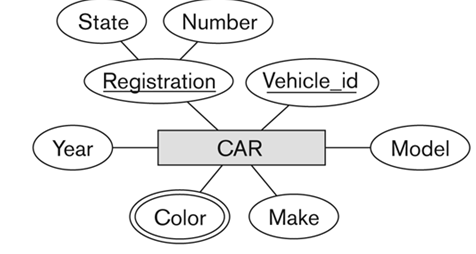 State
Number
Registration
Vehicle_id
Year
CAR
Model
Color
Make